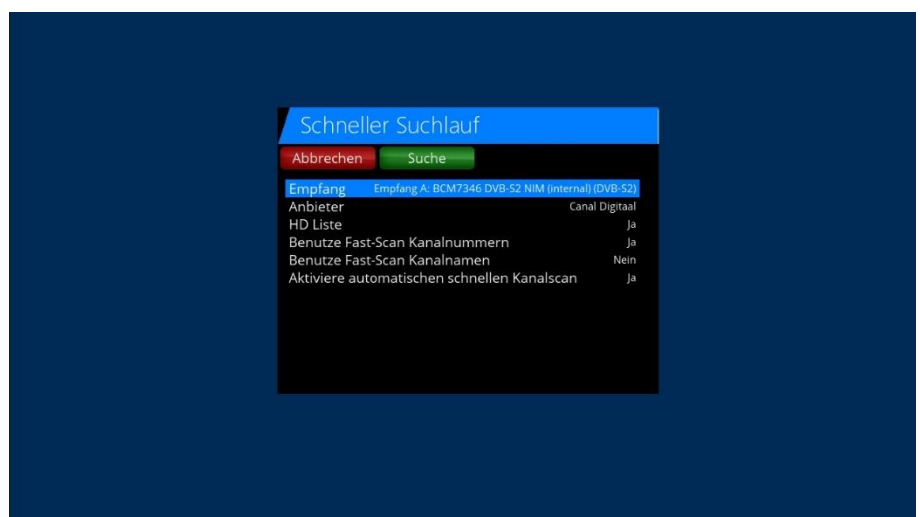 Schneller Suchlauf
Abbrechen Suche
Empfang Empfang A: BCM7346 DVB-S2 NIM (internal) (DVB-S2)
Anbieter Canal Digitaal
HD Liste Ja
Benutze Fast-Scan Kanalnummern Ja
Benutze Fast-Scan Kanalnamen Nein
Aktiviere automatischen schnellen Kanalscan Ja